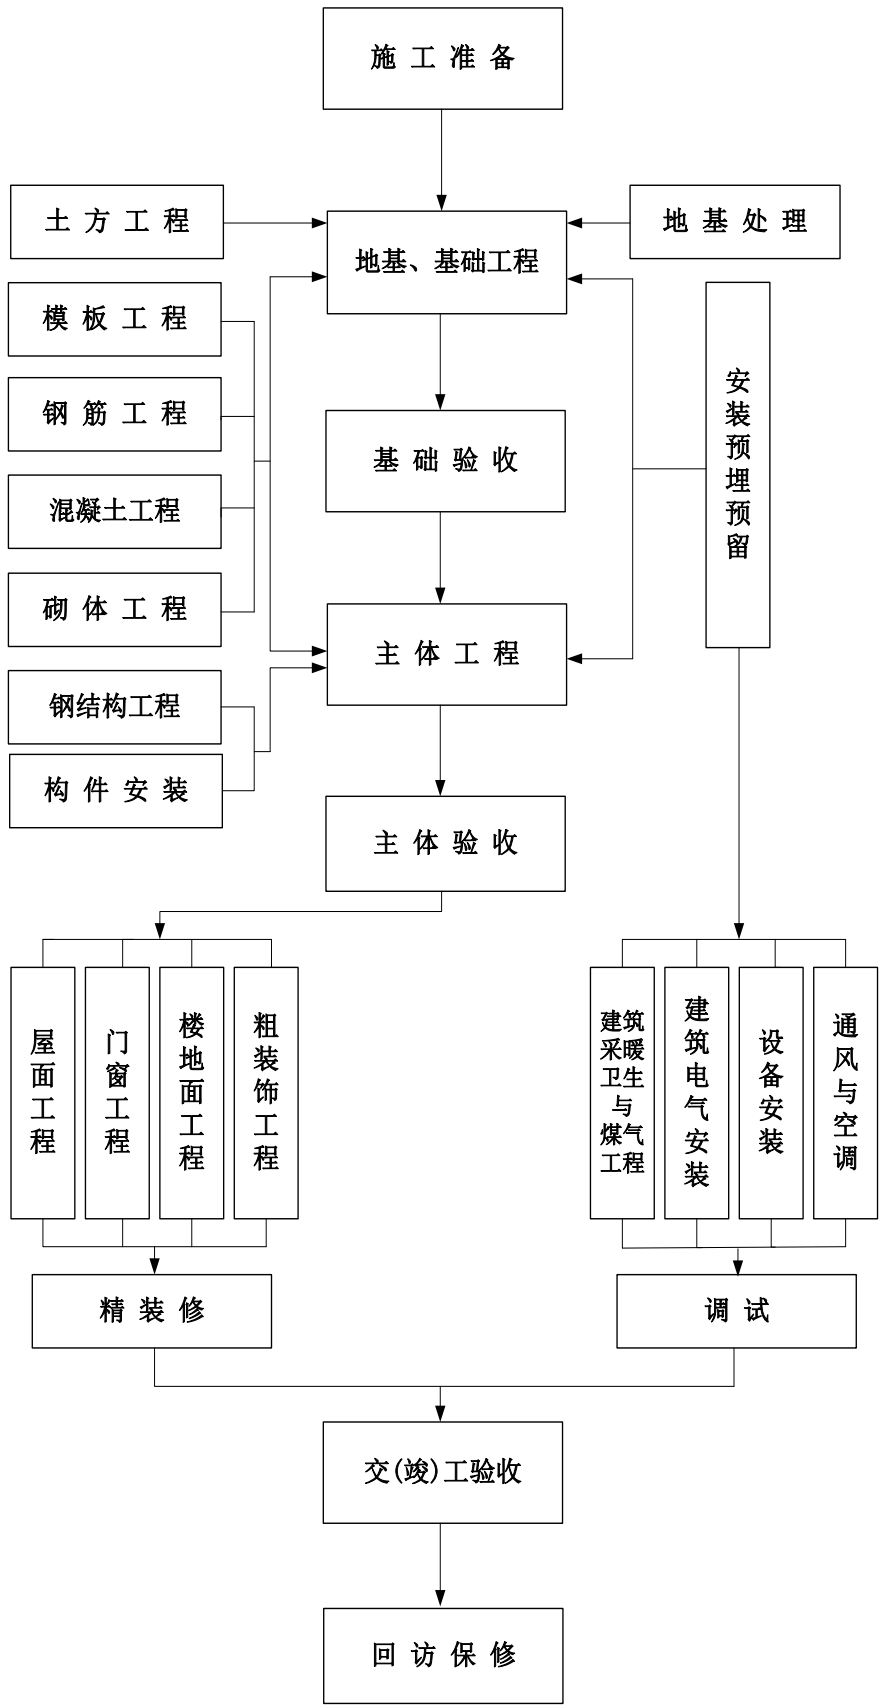 施工准备
土方工程
地基、基础工程
地基处理
模板工程
钢筋工程
混凝土工程
砌体工程
钢结构工程
构件安装
基础验收
主体工程
主体验收
安装预埋预留
屋面工程
门窗工程
楼地面工程
粗装饰工程
建筑
采暖
卫生
与
煤气
工程
建筑电气安装
设备安装
通风与空调
精装修
调试
交(竣)工验收
回访保修